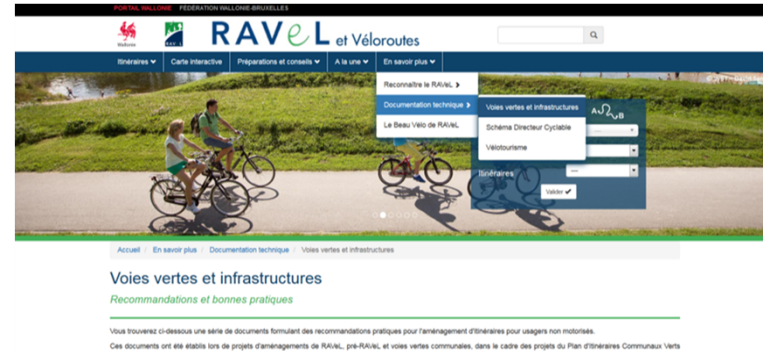 PORTAIL WALLONIE FÉDÉRATION WALLONIE-BRUXELLES
Wallonie RAVeL RAVeL et Véloroutes
Itinéraires Carte interactive Préparations et conseils A la une En savoir plus
Reconnaître le RAVeL
Documentation technique
Le Beau Vélo de RAVeL
Voies vertes et infrastructures
Schéma Directeur Cyclable
Vélotourisme
A B
Itinéraires ----
Valider
Accueil / En savoir plus / Documentation technique / Voies vertes et infrastructures
Voies vertes et infrastructures
Recommandations et bonnes pratiques
Vous trouverez ci-dessous une série de documents formulant des recommandations pratiques pour l'aménagement d'itinéraires pour usagers non motorisés.
Ces documents ont été établis lors de projets d'aménagements de RAVeL, pré-RAVeL et voies vertes communales, dans le cadre des projets du Plan d'Itinéraires Communaux Verts